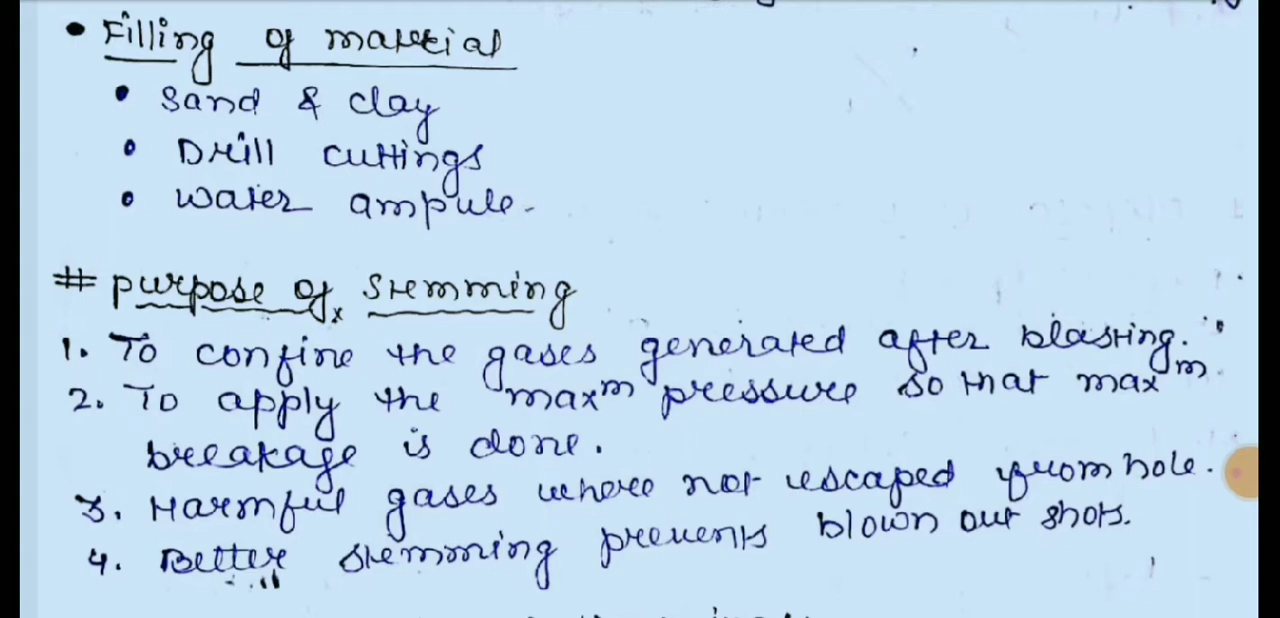 • Filling of material
• Sand & clay
• Drill cuttings
• Water ampule.
# purpose of stemming
1. To confine the gases generated after blasting.
2. To apply the maxᵐ pressure so that maxᵐ
breakage is done.
3. Harmful gases where not escaped from hole.
4. Better stemming prevents blown out shots.